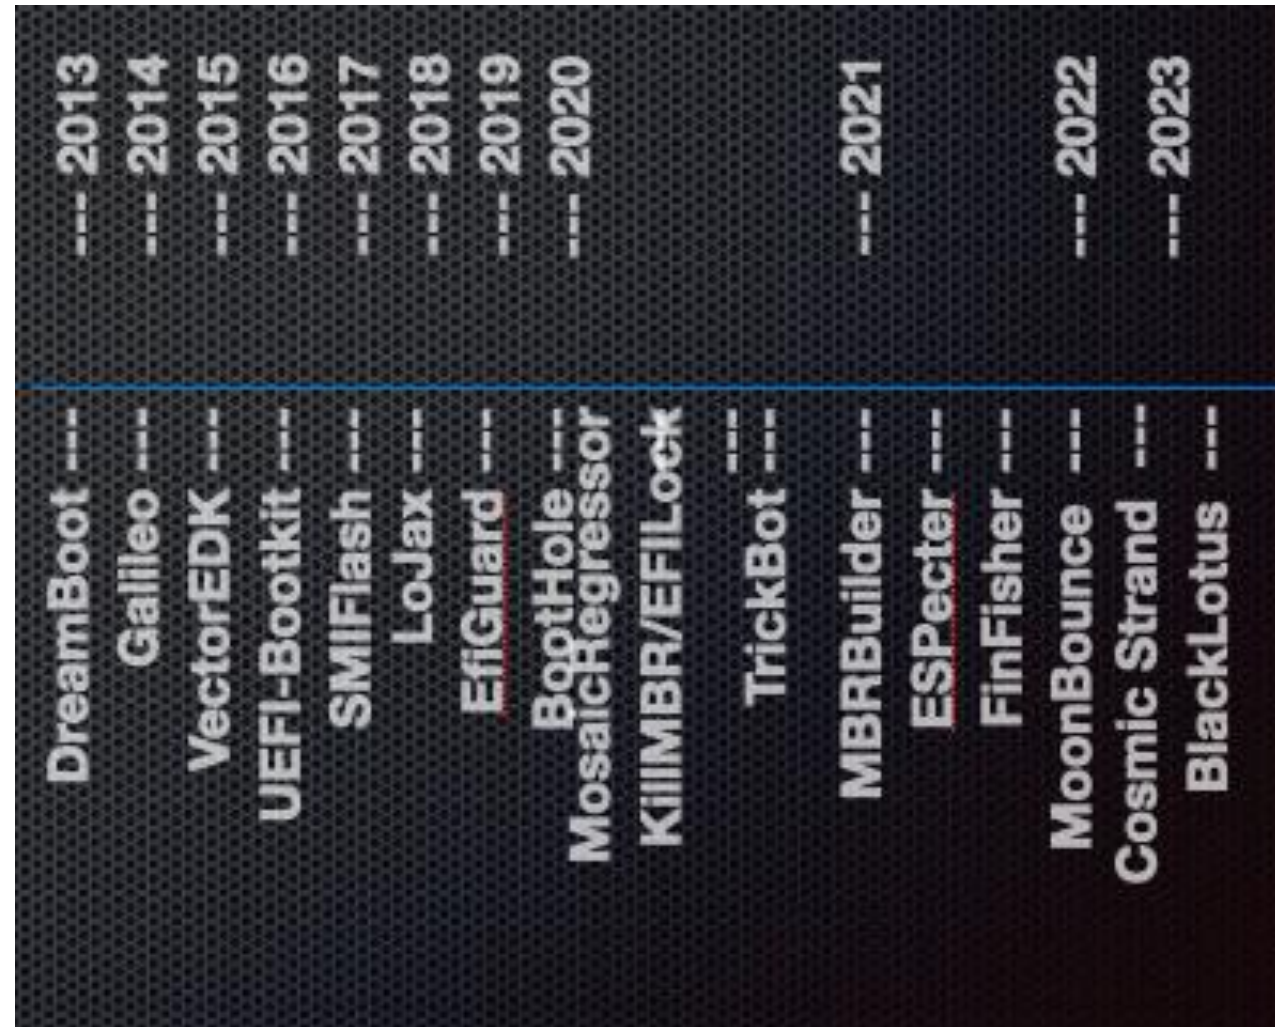 DreamBoot --- --- 2013
Galileo --- --- 2014
VectorEDK --- --- 2015
UEFI-Bootkit --- --- 2016
SMIFlash --- --- 2017
LoJax --- --- 2018
EfiGuard --- --- 2019
BootHole --- --- 2020
MosaicRegressor
KillMBR/EFILock
---
TrickBot ---
MBRBuilder --- --- 2021
ESPecter ---
FinFisher ---
MoonBounce --- --- 2022
Cosmic Strand ---
--- 2023
BlackLotus ---